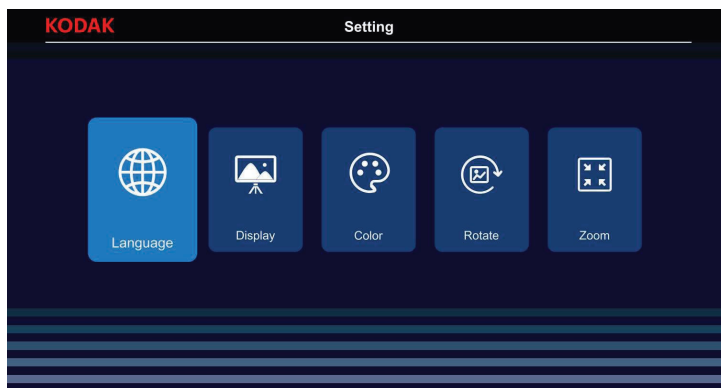 KODAK
Setting
Language
Display
Color
Rotate
Zoom